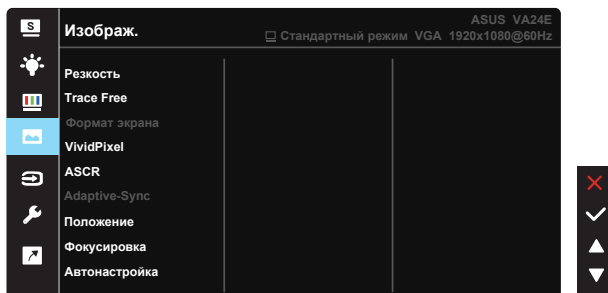 S
Изображ.
ASUS VA24E
Стандартный режим VGA 1920x1080@60Hz
Резкость
Trace Free
Формат экрана
VividPixel
ASCR
Adaptive-Sync
Положение
Фокусировка
Автонастройка